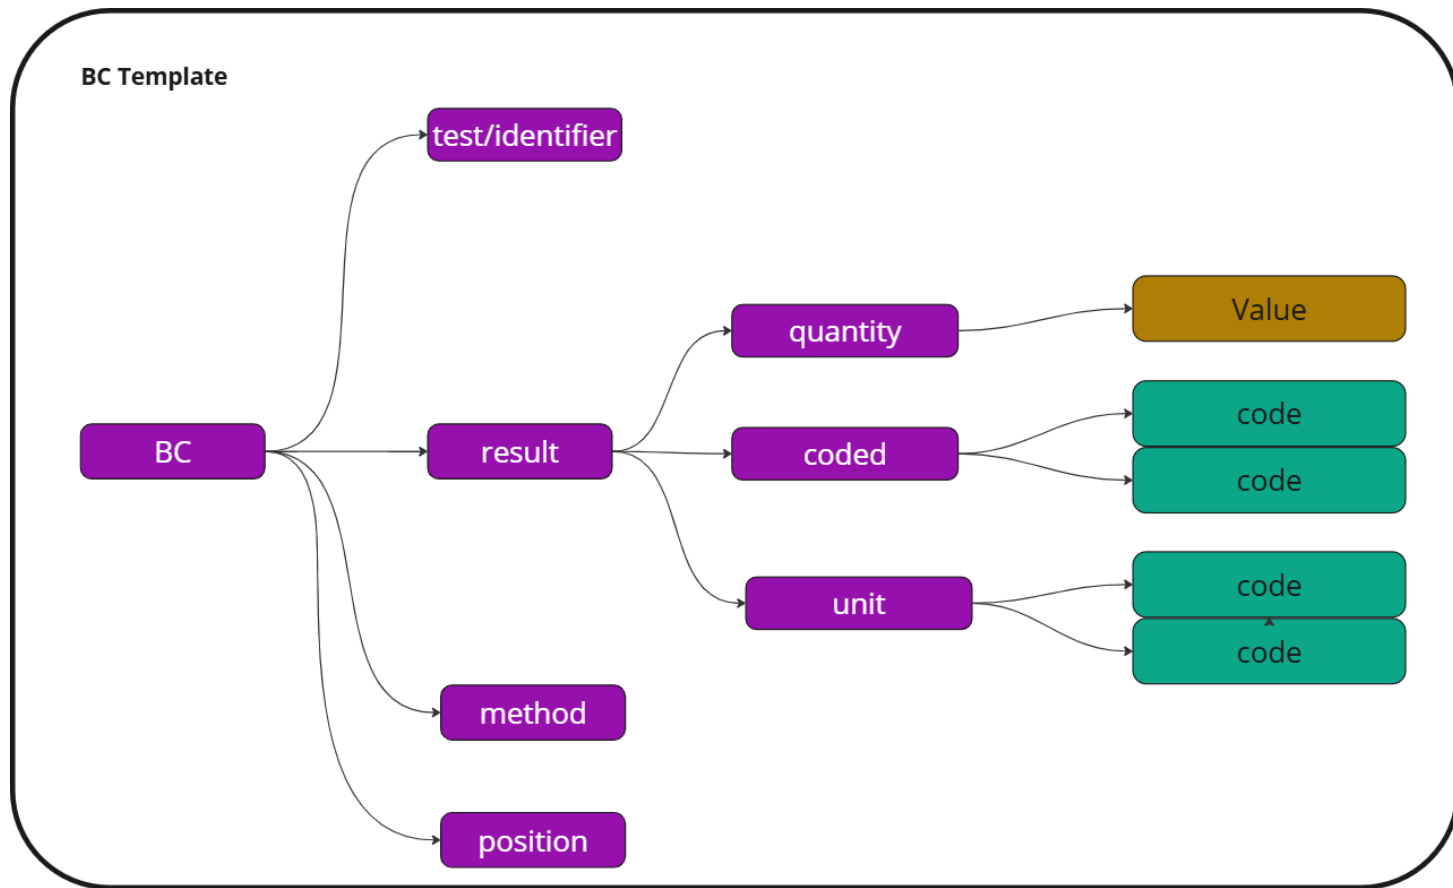 BC Template
test/identifier
quantity
Value
BC
result
coded
code
code
unit
code
code
method
position